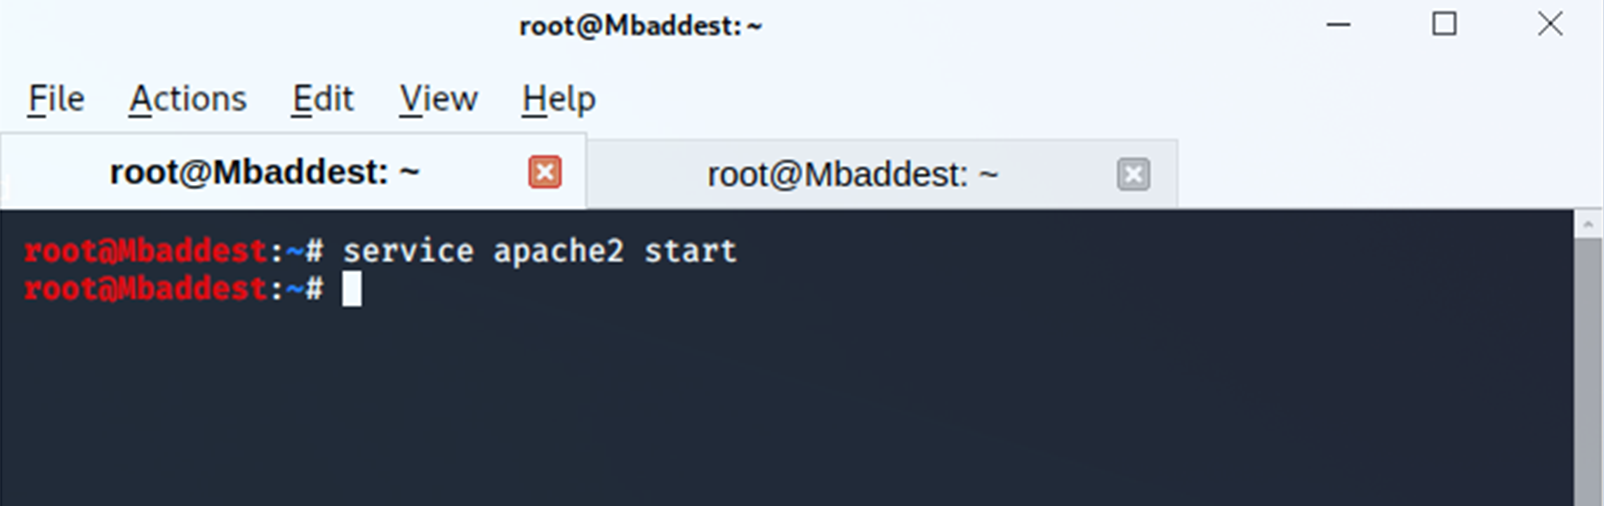 root@Mbaddest: ~
File Actions Edit View Help
root@Mbaddest: ~ root@Mbaddest: ~
root@Mbaddest:~# service apache2 start
root@Mbaddest:~#